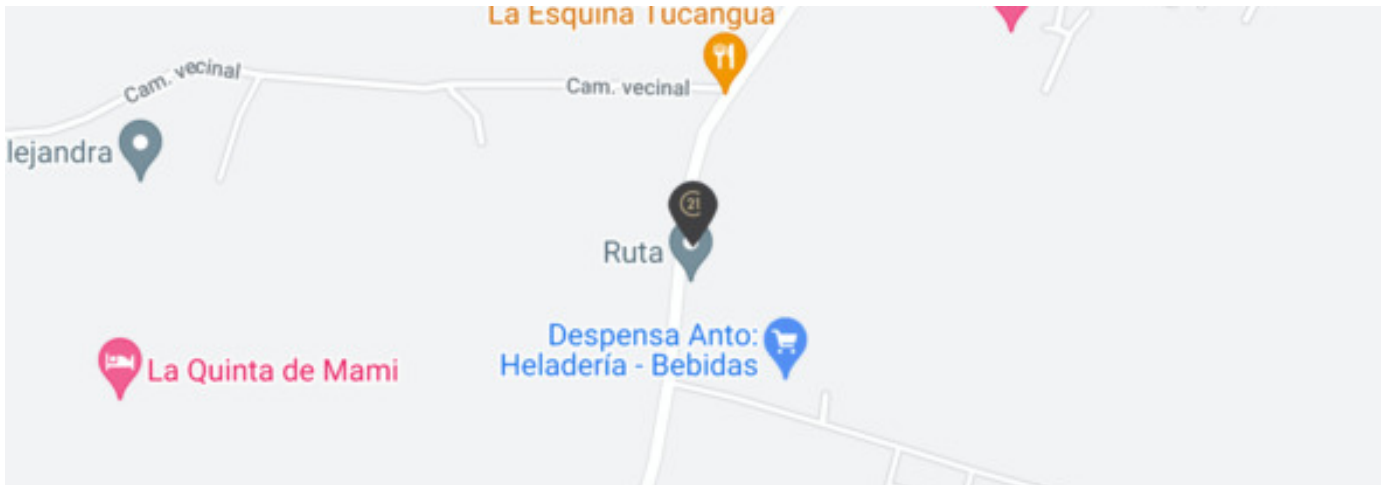 La Esquina Tucangua
Cam. vecinal
Cam. vecinal
lejandra
21
Ruta
Despensa Anto:
Heladería - Bebidas
La Quinta de Mami